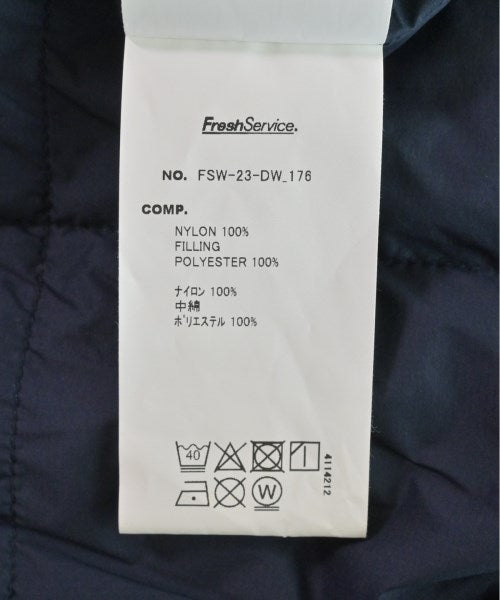 FreshService.
NO. FSW-23-DW_176
COMP.
NYLON 100%
FILLING
POLYESTER 100%
ナイロン 100%
中綿
ポリエステル 100%
40
W
4114212